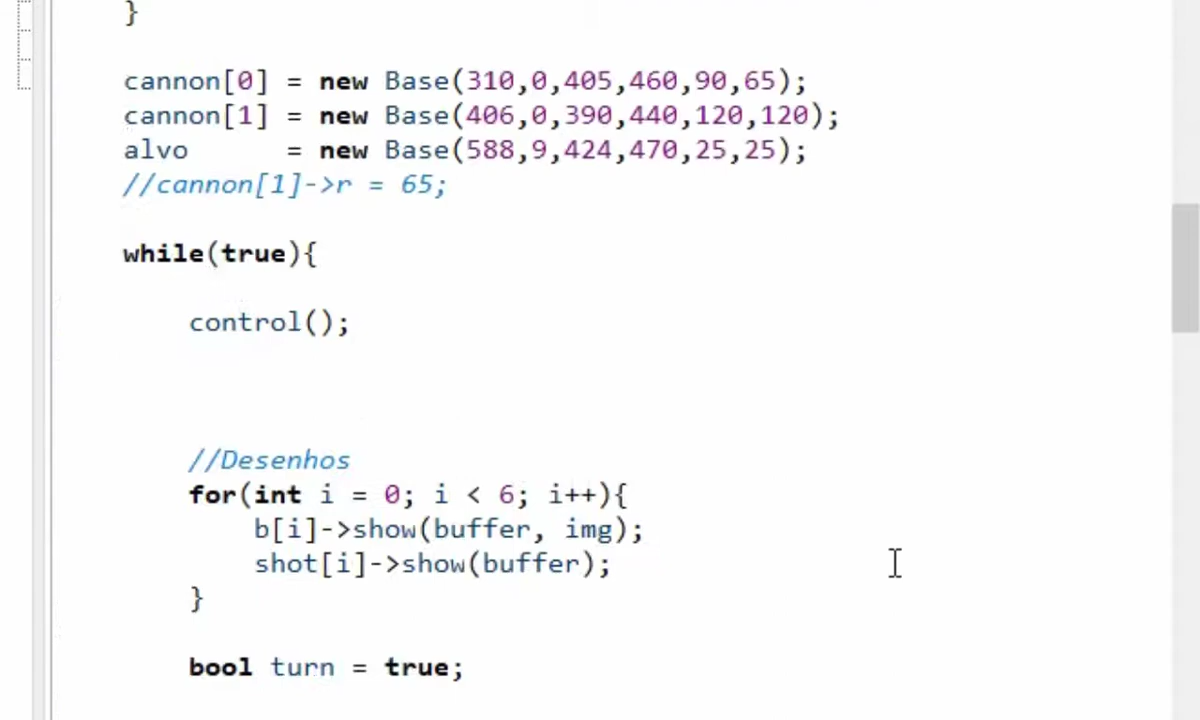 }
cannon[0] = new Base(310,0,405,460,90,65);
cannon[1] = new Base(406,0,390,440,120,120);
alvo      = new Base(588,9,424,470,25,25);
//cannon[1]->r = 65;
while(true){
control();
//Desenhos
for(int i = 0; i < 6; i++){
b[i]->show(buffer, img);
shot[i]->show(buffer);
}
bool turn = true;